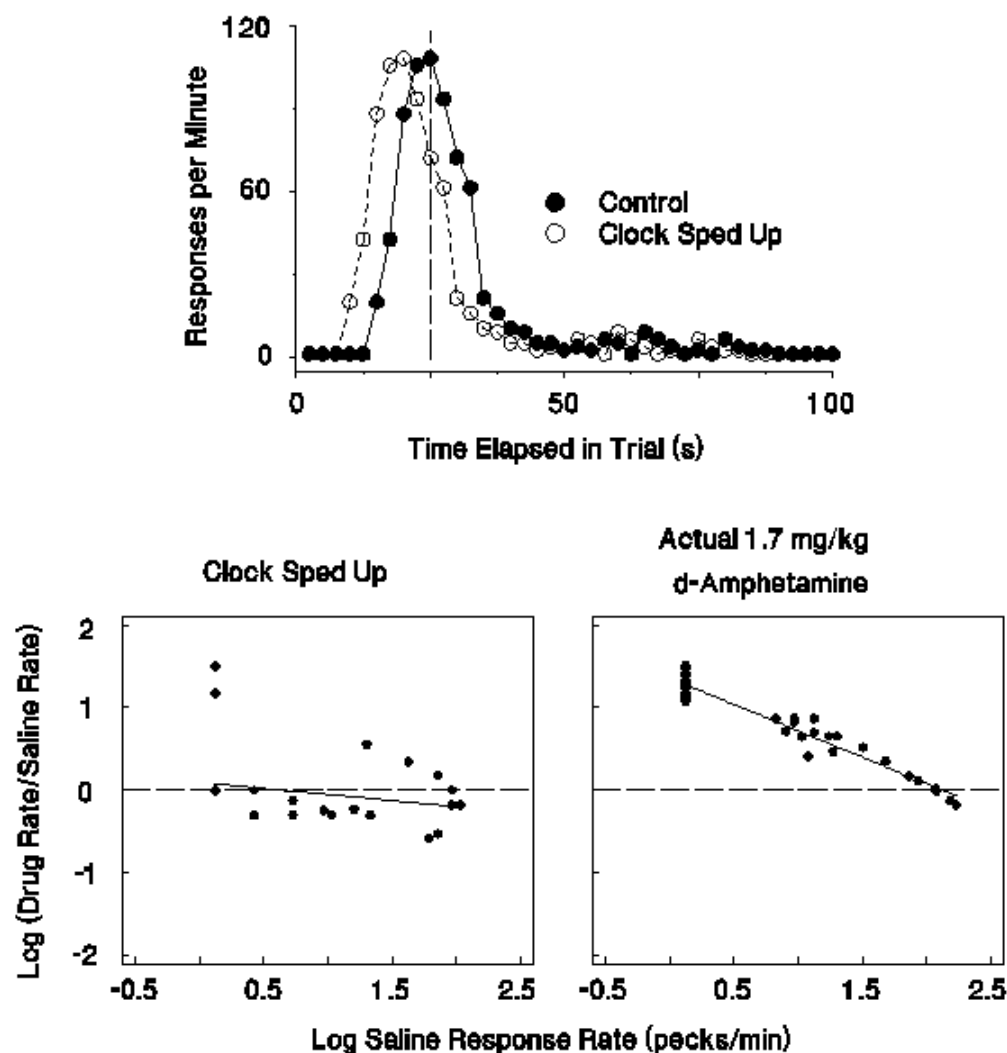 120
60
0
Responses per Minute
Control
Clock Sped Up
0 50 100
Time Elapsed in Trial (s)
Clock Sped Up
Actual 1.7 mg/kg
d-Amphetamine
Log (Drug Rate/Saline Rate)
2
1
0
-1
-2
-0.5 0.5 1.5 2.5
-0.5 0.5 1.5 2.5
Log Saline Response Rate (pecks/min)